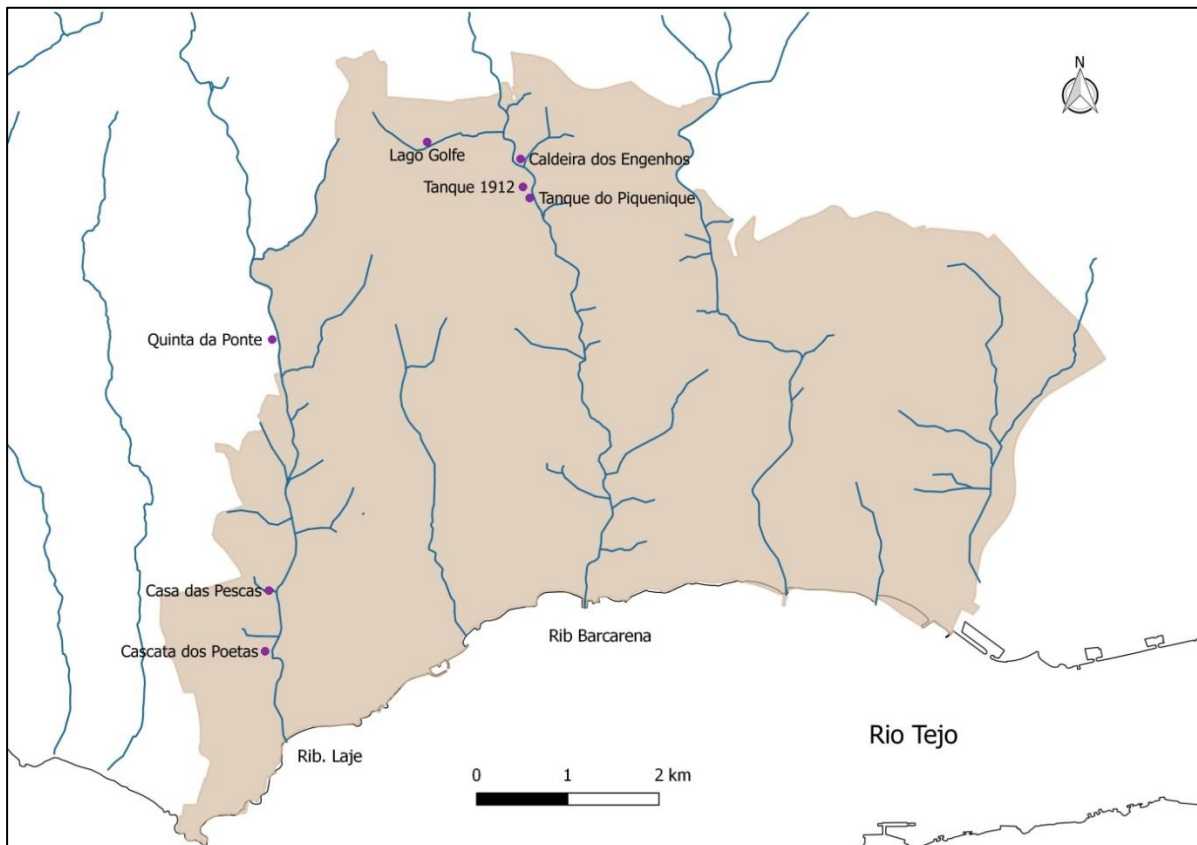 N
Lago Golfe
Caldeira dos Engenhos
Tanque 1912
Tanque do Piquenique
Quinta da Ponte
Casa das Pescas
Rib Barcarena
Cascata dos Poetas
Rio Tejo
Rib. Laje
0 1 2 km